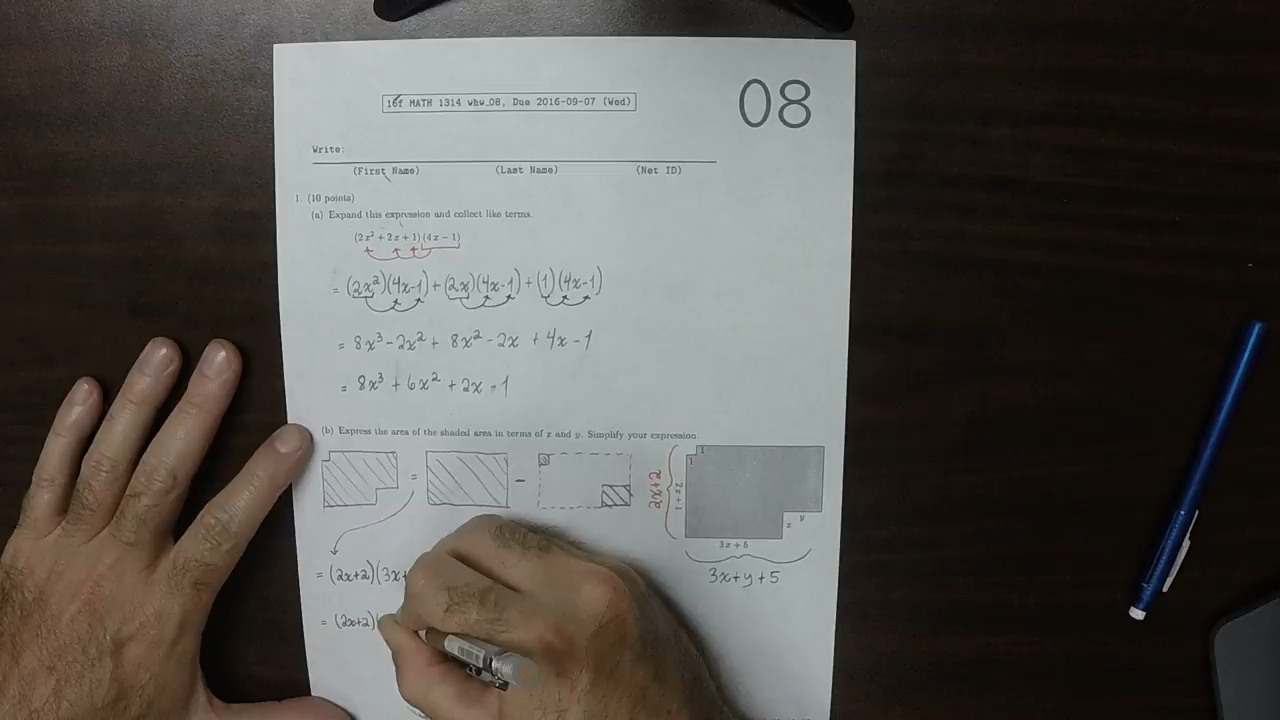 08
16f MATH 1314 whw_08, Due 2016-09-07 (Wed)
Write:
(First Name) (Last Name) (Net ID)
1. (10 points)
(a) Expand this expression and collect like terms.
(2x² + 2x + 1)(4x − 1)
= (2x²)(4x-1) + (2x)(4x-1) + (1)(4x-1)
= 8x³ - 2x² + 8x² - 2x + 4x - 1
= 8x³ + 6x² + 2x - 1
(b) Express the area of the shaded area in terms of x and y. Simplify your expression
= −
1
1
2x+2
2x + 1
x
y
3x + 5
3x+y+5
= (2x+2)(3x+
= (2x+2)(